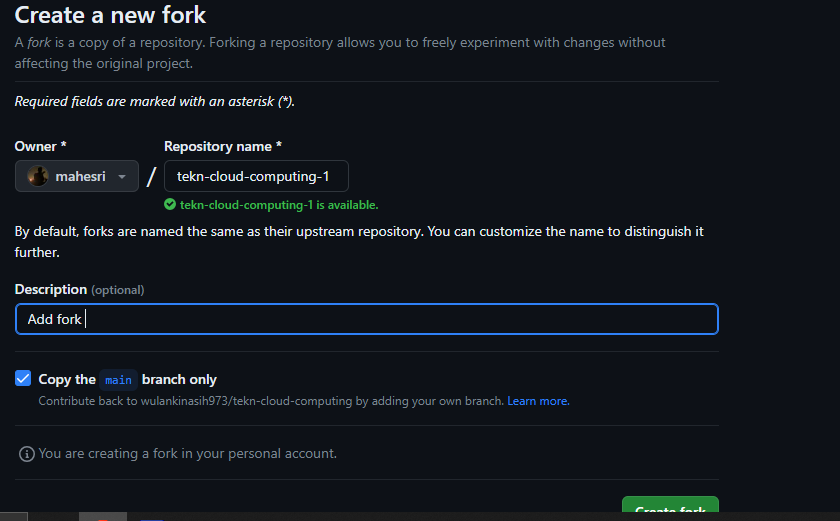 Create a new fork
A fork is a copy of a repository. Forking a repository allows you to freely experiment with changes without
affecting the original project.
Required fields are marked with an asterisk (*).
Owner * Repository name *
mahesri / tekn-cloud-computing-1
tekn-cloud-computing-1 is available.
By default, forks are named the same as their upstream repository. You can customize the name to distinguish it
further.
Description (optional)
Add fork
Copy the main branch only
Contribute back to wulankinasih973/tekn-cloud-computing by adding your own branch. Learn more.
You are creating a fork in your personal account.
Create fork